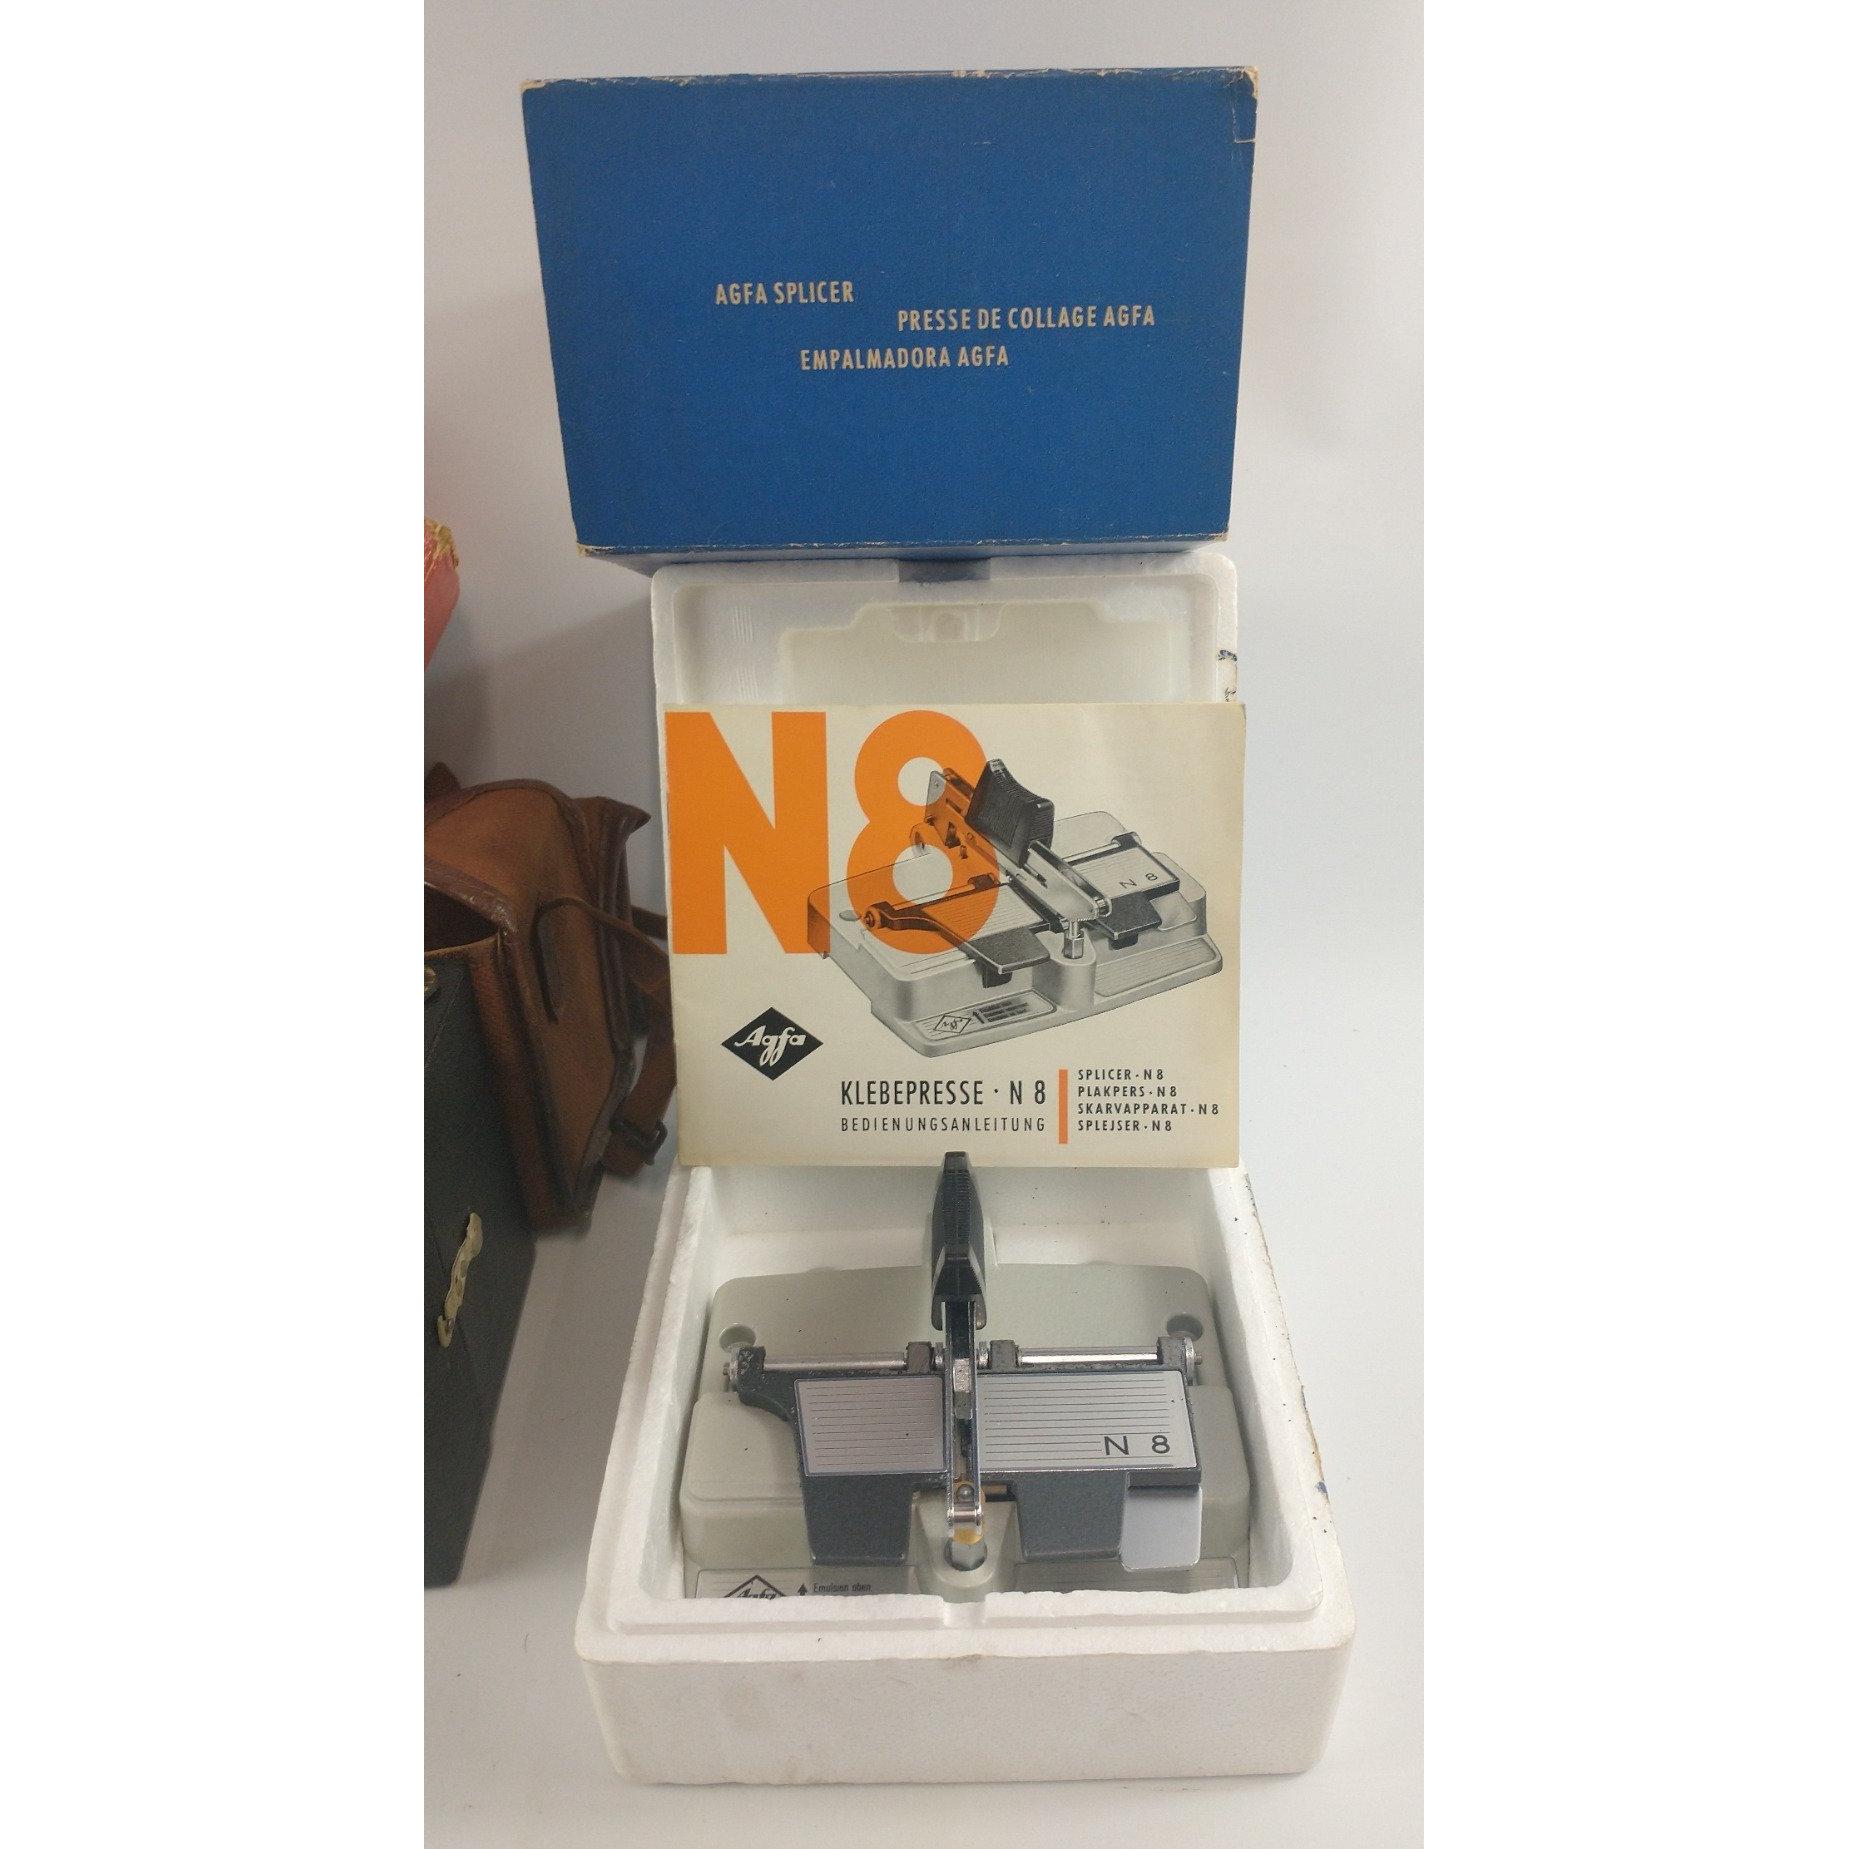 AGFA SPLICER
PRESSE DE COLLAGE AGFA
EMPALMADORA AGFA
N8
N 8
Agfa
KLEBEPRESSE · N 8
BEDIENUNGSANLEITUNG
SPLICER · N 8
PLAKPERS · N 8
SKARVAPPARAT · N 8
SPLEJSER · N 8
N 8
Emulsion oben